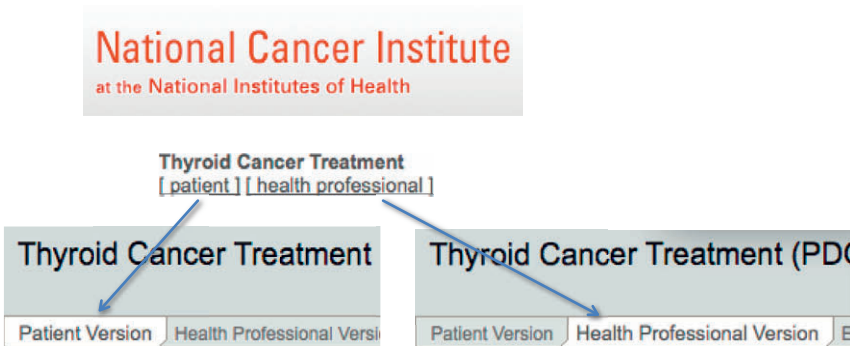 National Cancer Institute
at the National Institutes of Health
Thyroid Cancer Treatment
[ patient ] [ health professional ]
Thyroid Cancer Treatment
Patient Version Health Professional Versi
Thyroid Cancer Treatment (PDQ
Patient Version Health Professional Version E